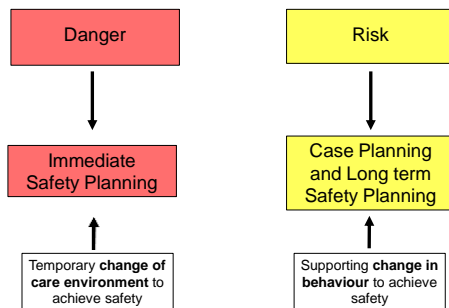 Danger
Risk
Immediate
Safety Planning
Case Planning
and Long term
Safety Planning
Temporary change of
care environment to
achieve safety
Supporting change in
behaviour to achieve
safety